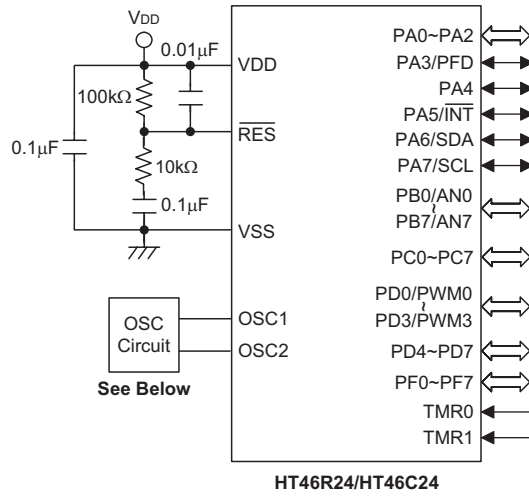 VDD
0.01μF
VDD
100kΩ
RES
0.1μF
10kΩ
0.1μF
VSS
OSC
Circuit
OSC1
OSC2
See Below
PA0~PA2
PA3/PFD
PA4
PA5/INT
PA6/SDA
PA7/SCL
PB0/AN0
~
PB7/AN7
PC0~PC7
PD0/PWM0
~
PD3/PWM3
PD4~PD7
PF0~PF7
TMR0
TMR1
HT46R24/HT46C24